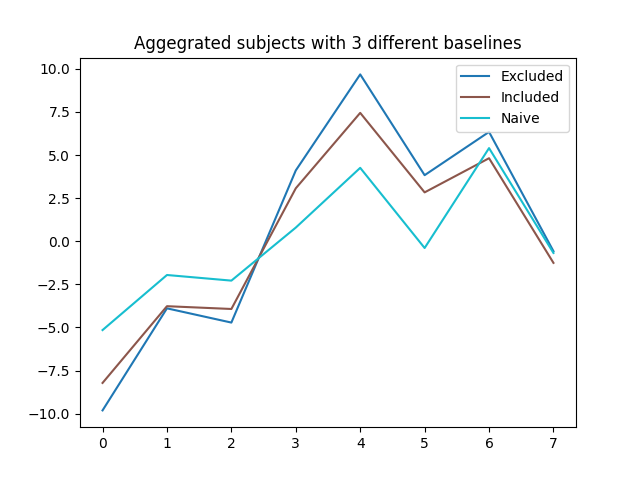 Aggegrated subjects with 3 different baselines
10.0
7.5
5.0
2.5
0.0
−2.5
−5.0
−7.5
−10.0
Excluded
Included
Naive
0 1 2 3 4 5 6 7